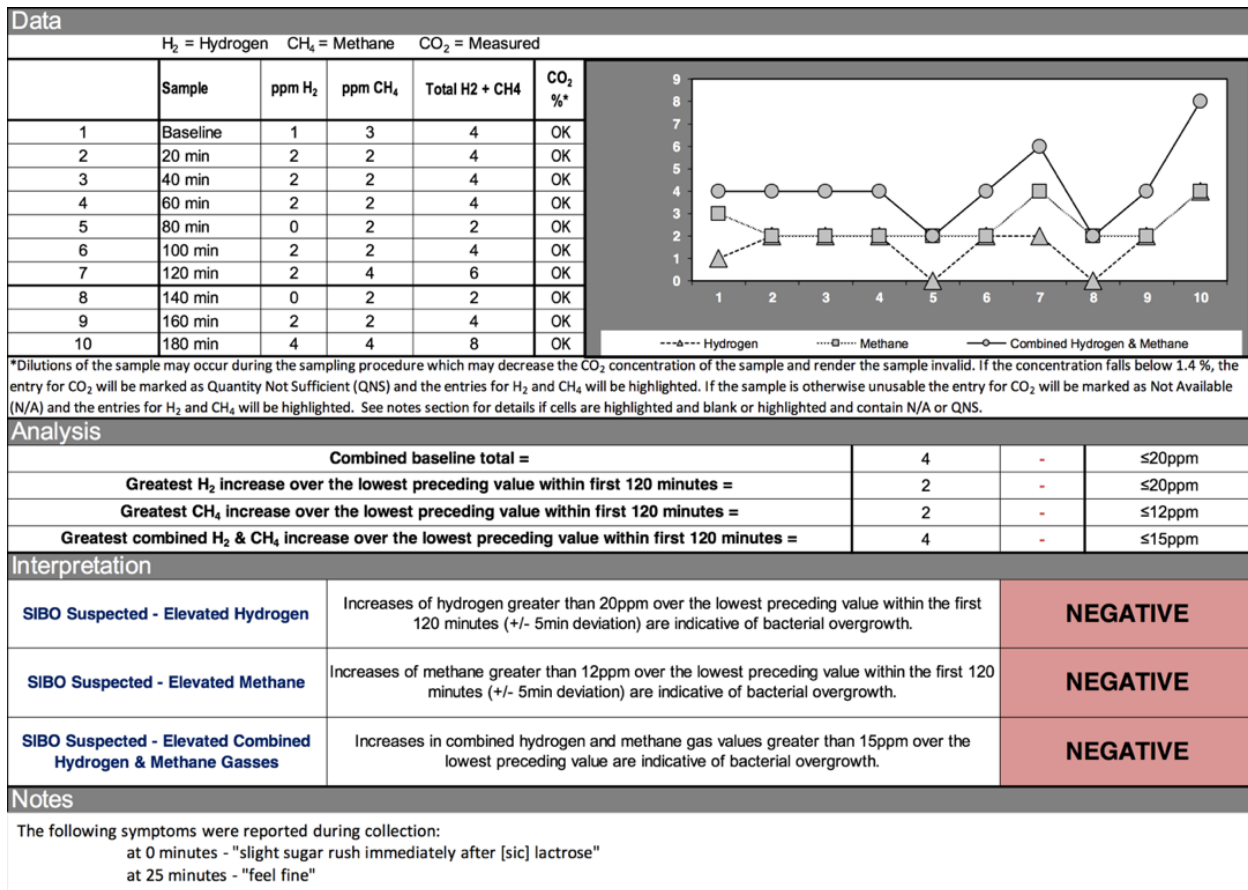 Data
H₂ = Hydrogen CH₄ = Methane CO₂ = Measured
Sample ppm H₂ ppm CH₄ Total H2 + CH4 CO₂ %*
1 Baseline 1 3 4 OK
2 20 min 2 2 4 OK
3 40 min 2 2 4 OK
4 60 min 2 2 4 OK
5 80 min 0 2 2 OK
6 100 min 2 2 4 OK
7 120 min 2 4 6 OK
8 140 min 0 2 2 OK
9 160 min 2 2 4 OK
10 180 min 4 4 8 OK
9
8
7
6
5
4
3
2
1
0
1 2 3 4 5 6 7 8 9 10
Hydrogen Methane Combined Hydrogen & Methane
*Dilutions of the sample may occur during the sampling procedure which may decrease the CO₂ concentration of the sample and render the sample invalid. If the concentration falls below 1.4 %, the
entry for CO₂ will be marked as Quantity Not Sufficient (QNS) and the entries for H₂ and CH₄ will be highlighted. If the sample is otherwise unusable the entry for CO₂ will be marked as Not Available
(N/A) and the entries for H₂ and CH₄ will be highlighted. See notes section for details if cells are highlighted and blank or highlighted and contain N/A or QNS.
Analysis
Combined baseline total = 4 - ≤20ppm
Greatest H₂ increase over the lowest preceding value within first 120 minutes = 2 - ≤20ppm
Greatest CH₄ increase over the lowest preceding value within first 120 minutes = 2 - ≤12ppm
Greatest combined H₂ & CH₄ increase over the lowest preceding value within first 120 minutes = 4 - ≤15ppm
Interpretation
SIBO Suspected - Elevated Hydrogen
Increases of hydrogen greater than 20ppm over the lowest preceding value within the first
120 minutes (+/- 5min deviation) are indicative of bacterial overgrowth.
NEGATIVE
SIBO Suspected - Elevated Methane
Increases of methane greater than 12ppm over the lowest preceding value within the first 120
minutes (+/- 5min deviation) are indicative of bacterial overgrowth.
NEGATIVE
SIBO Suspected - Elevated Combined
Hydrogen & Methane Gasses
Increases in combined hydrogen and methane gas values greater than 15ppm over the
lowest preceding value are indicative of bacterial overgrowth.
NEGATIVE
Notes
The following symptoms were reported during collection:
at 0 minutes - "slight sugar rush immediately after [sic] lactrose"
at 25 minutes - "feel fine"